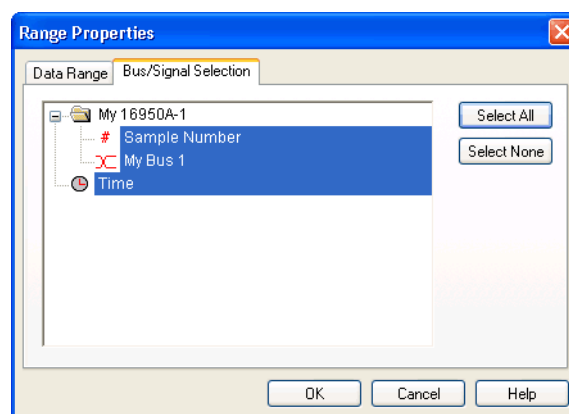 Range Properties
Data Range Bus/Signal Selection
My 16950A-1
# Sample Number
My Bus 1
Time
Select All
Select None
OK Cancel Help